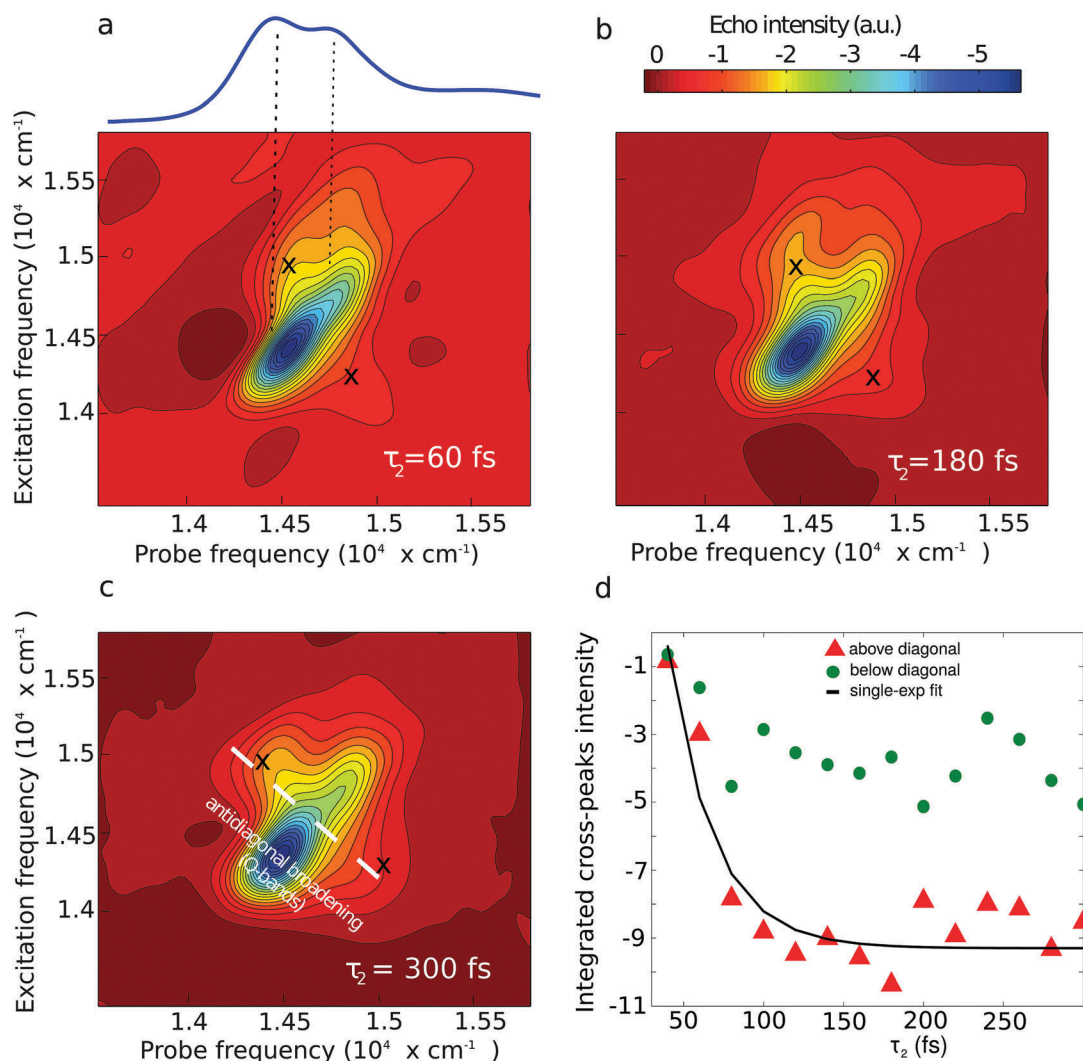 a
b
Echo intensity (a.u.)
0 -1 -2 -3 -4 -5
Excitation frequency (10⁴ x cm⁻¹)
1.55
1.5
1.45
1.4
x
x
τ₂=60 fs
1.4 1.45 1.5 1.55
Probe frequency (10⁴ x cm⁻¹)
x
x
τ₂=180 fs
1.4 1.45 1.5 1.55
Probe frequency (10⁴ x cm⁻¹ )
c
Excitation frequency (10⁴ x cm⁻¹)
1.55
1.5
1.45
1.4
x
x
antidiagonal broadening
(Q-bands)
τ₂= 300 fs
1.4 1.45 1.5 1.55
Probe frequency (10⁴ x cm⁻¹)
d
Integrated cross-peaks intensity
-1
-3
-5
-7
-9
-11
above diagonal
below diagonal
single-exp fit
50 100 150 200 250
τ₂ (fs)